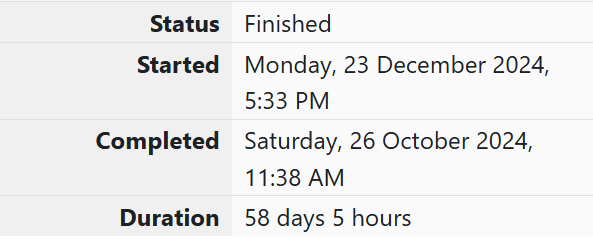 Status Finished
Started Monday, 23 December 2024,
5:33 PM
Completed Saturday, 26 October 2024,
11:38 AM
Duration 58 days 5 hours